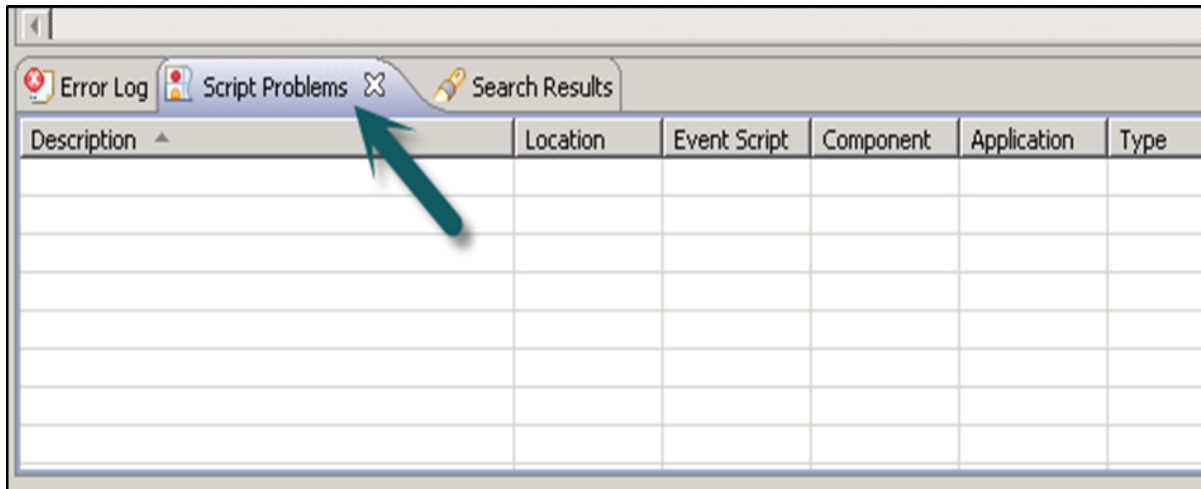 Error Log Script Problems Search Results
Description Location Event Script Component Application Type